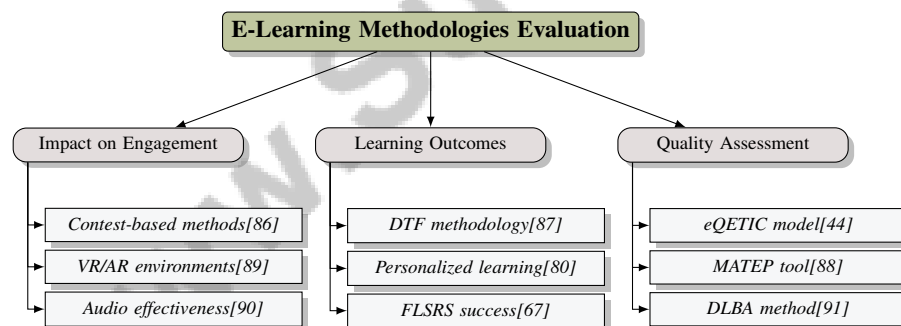 E-Learning Methodologies Evaluation
Impact on Engagement
Learning Outcomes
Quality Assessment
Contest-based methods[86]
DTF methodology[87]
eQETIC model[44]
VR/AR environments[89]
Personalized learning[80]
MATEP tool[88]
Audio effectiveness[90]
FLSRS success[67]
DLBA method[91]